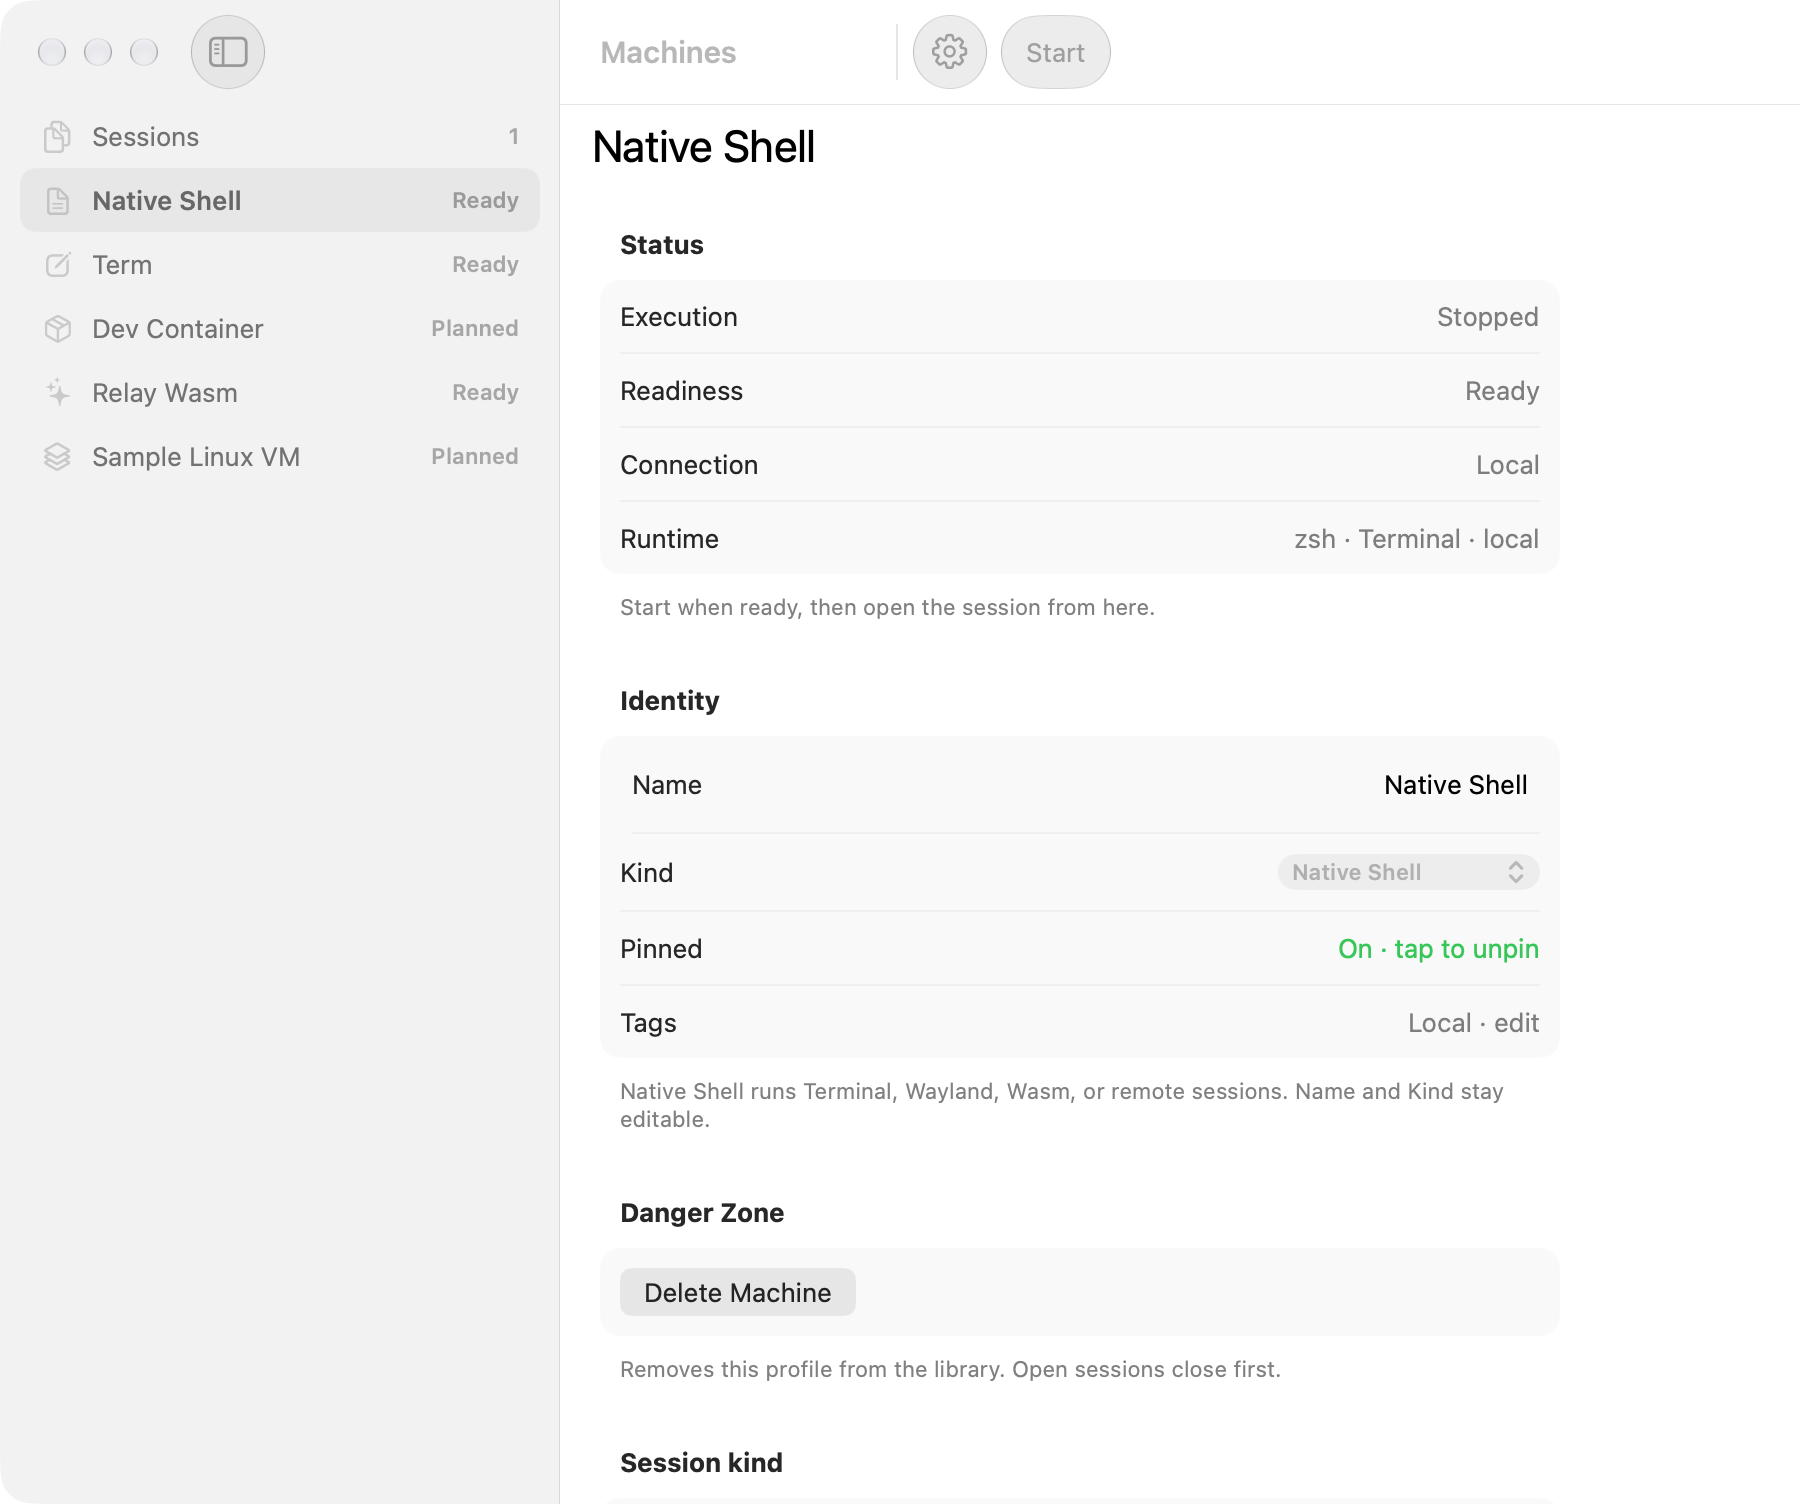 Machines
Start
Sessions 1
Native Shell Ready
Term Ready
Dev Container Planned
Relay Wasm Ready
Sample Linux VM Planned
Native Shell
Status
Execution Stopped
Readiness Ready
Connection Local
Runtime zsh · Terminal · local
Start when ready, then open the session from here.
Identity
Name Native Shell
Kind Native Shell
Pinned On · tap to unpin
Tags Local · edit
Native Shell runs Terminal, Wayland, Wasm, or remote sessions. Name and Kind stay
editable.
Danger Zone
Delete Machine
Removes this profile from the library. Open sessions close first.
Session kind